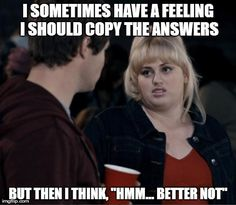 I SOMETIMES HAVE A FEELING
I SHOULD COPY THE ANSWERS
BUT THEN I THINK, "HMM... BETTER NOT"
imgflip.com